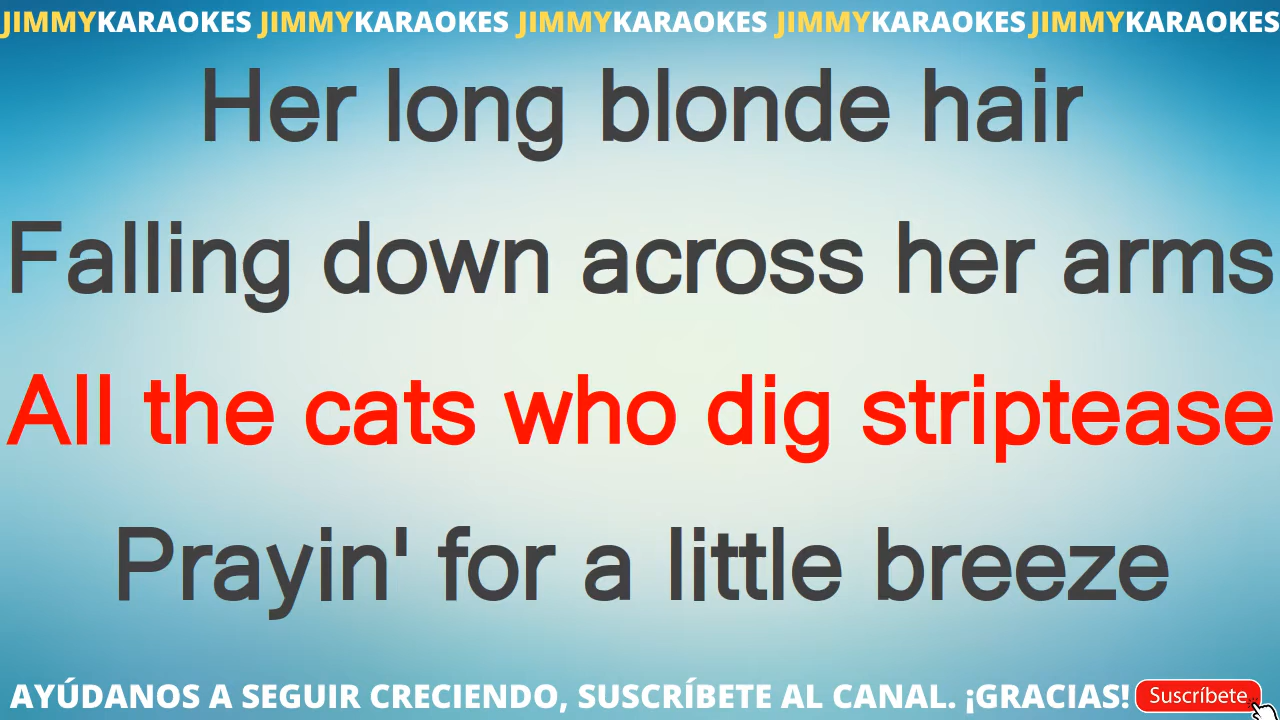 JIMMYKARAOKES JIMMYKARAOKES JIMMYKARAOKES JIMMYKARAOKES JIMMYKARAOKES
Her long blonde hair
Falling down across her arms
All the cats who dig striptease
Prayin' for a little breeze
AYÚDANOS A SEGUIR CRECIENDO, SUSCRÍBETE AL CANAL. ¡GRACIAS! Suscríbete